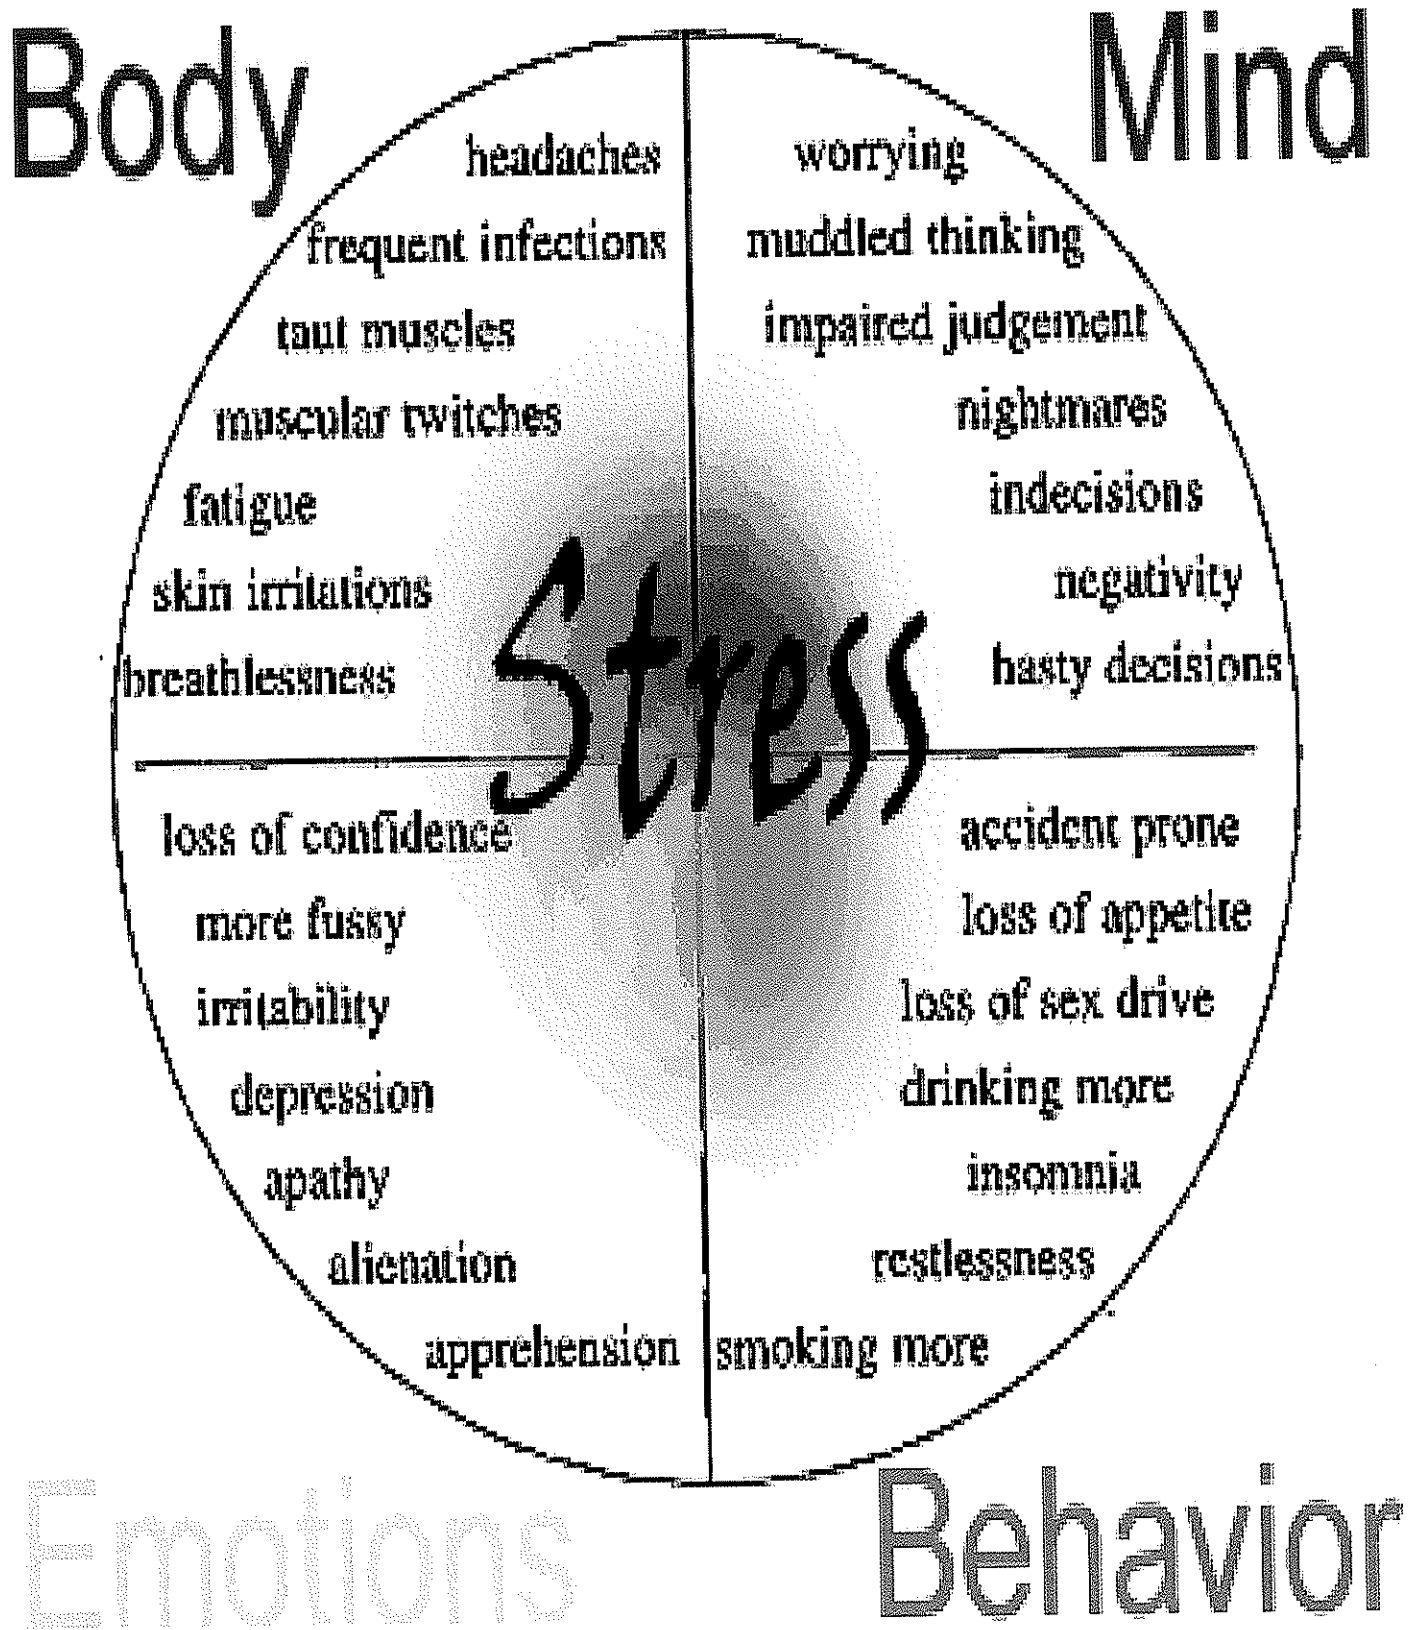 Body
Mind
headaches
frequent infections
taut muscles
muscular twitches
fatigue
skin irritations
breathlessness
worrying
muddled thinking
impaired judgement
nightmares
indecisions
negativity
hasty decisions
Stress
loss of confidence
more fussy
irritability
depression
apathy
alienation
apprehension
accident prone
loss of appetite
loss of sex drive
drinking more
insomnia
restlessness
smoking more
Emotions
Behavior